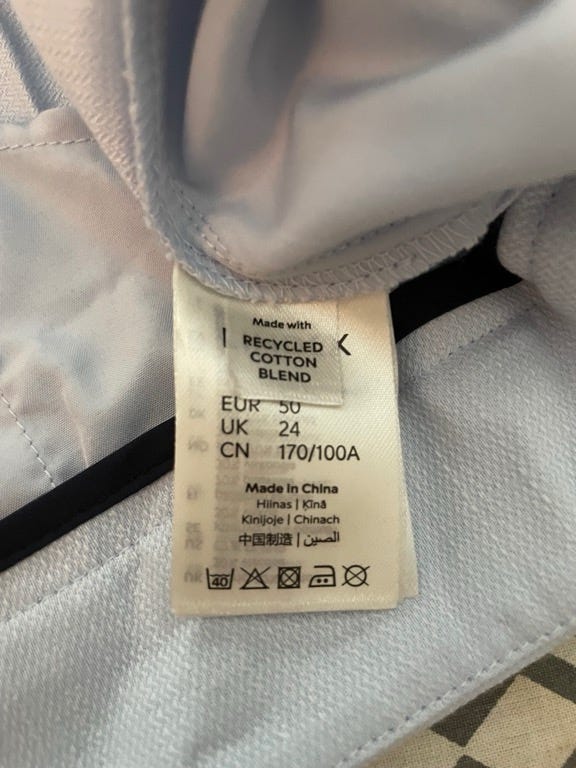 Made with
RECYCLED
COTTON
BLEND
EUR 50
UK 24
CN 170/100A
Made in China
Hiinas | Ķīnā
Kinijoje | Chinach
中国制造 | الصين
40